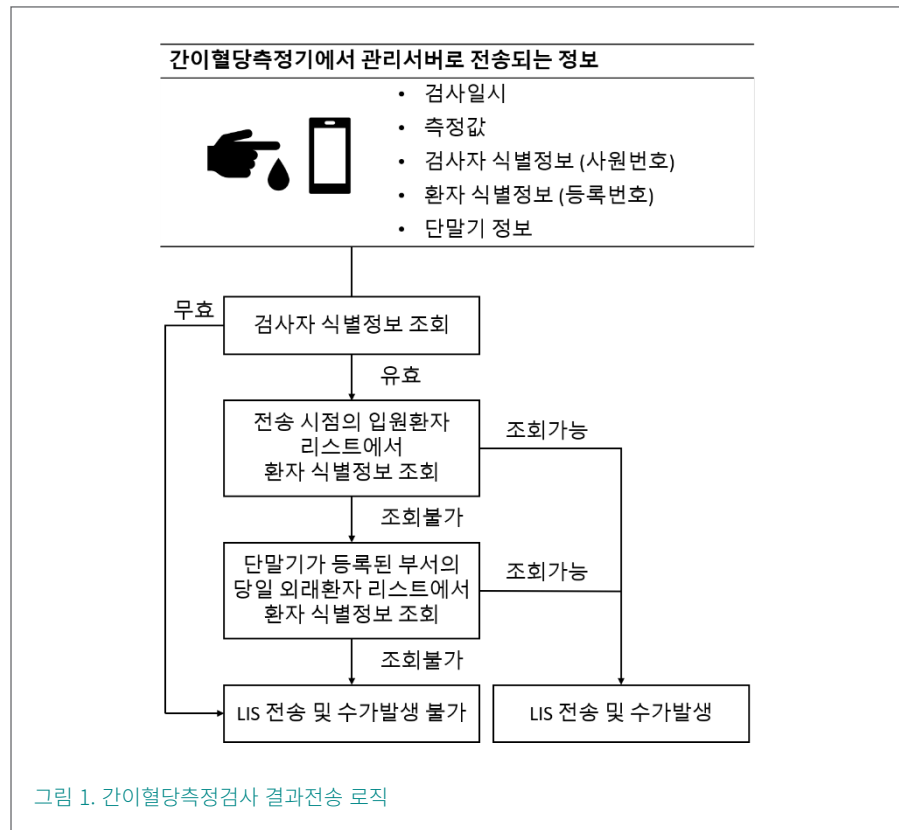 간이혈당측정기에서 관리서버로 전송되는 정보
• 검사일시
• 측정값
• 검사자 식별정보 (사원번호)
• 환자 식별정보 (등록번호)
• 단말기 정보
무효
검사자 식별정보 조회
유효
전송 시점의 입원환자
리스트에서
환자 식별정보 조회
조회가능
조회불가
단말기가 등록된 부서의
당일 외래환자 리스트에서
환자 식별정보 조회
조회가능
조회불가
LIS 전송 및 수가발생 불가
LIS 전송 및 수가발생
그림 1. 간이혈당측정검사 결과전송 로직